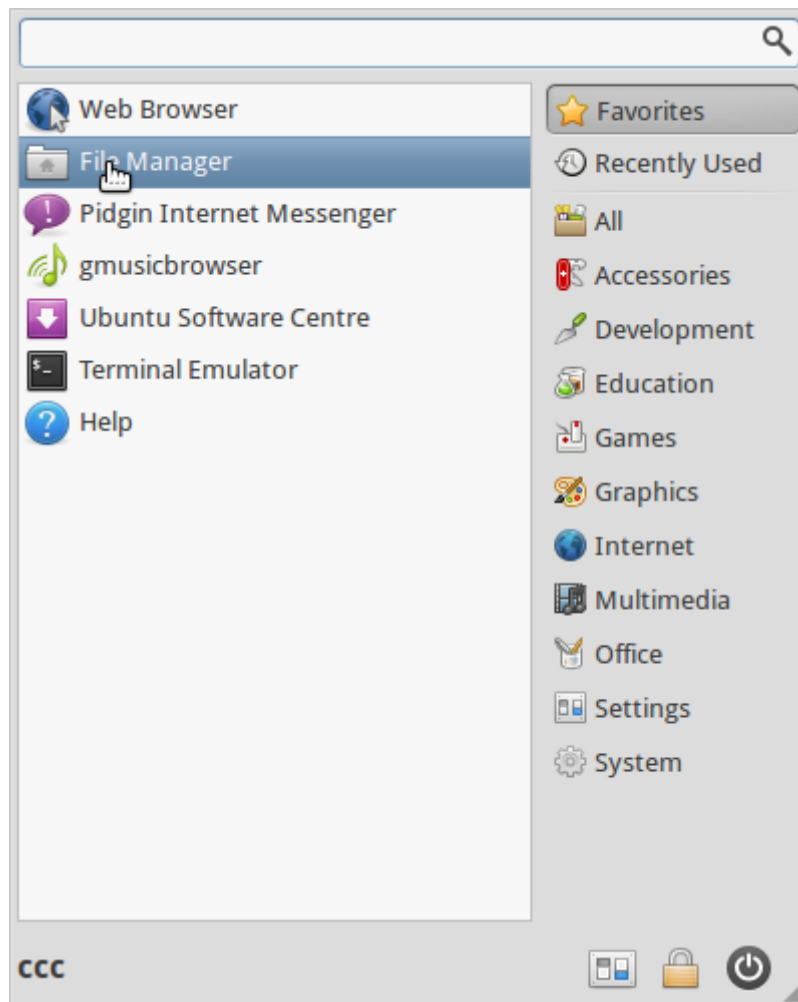 Web Browser
File Manager
Pidgin Internet Messenger
gmusicbrowser
Ubuntu Software Centre
Terminal Emulator
Help
Favorites
Recently Used
All
Accessories
Development
Education
Games
Graphics
Internet
Multimedia
Office
Settings
System
ccc